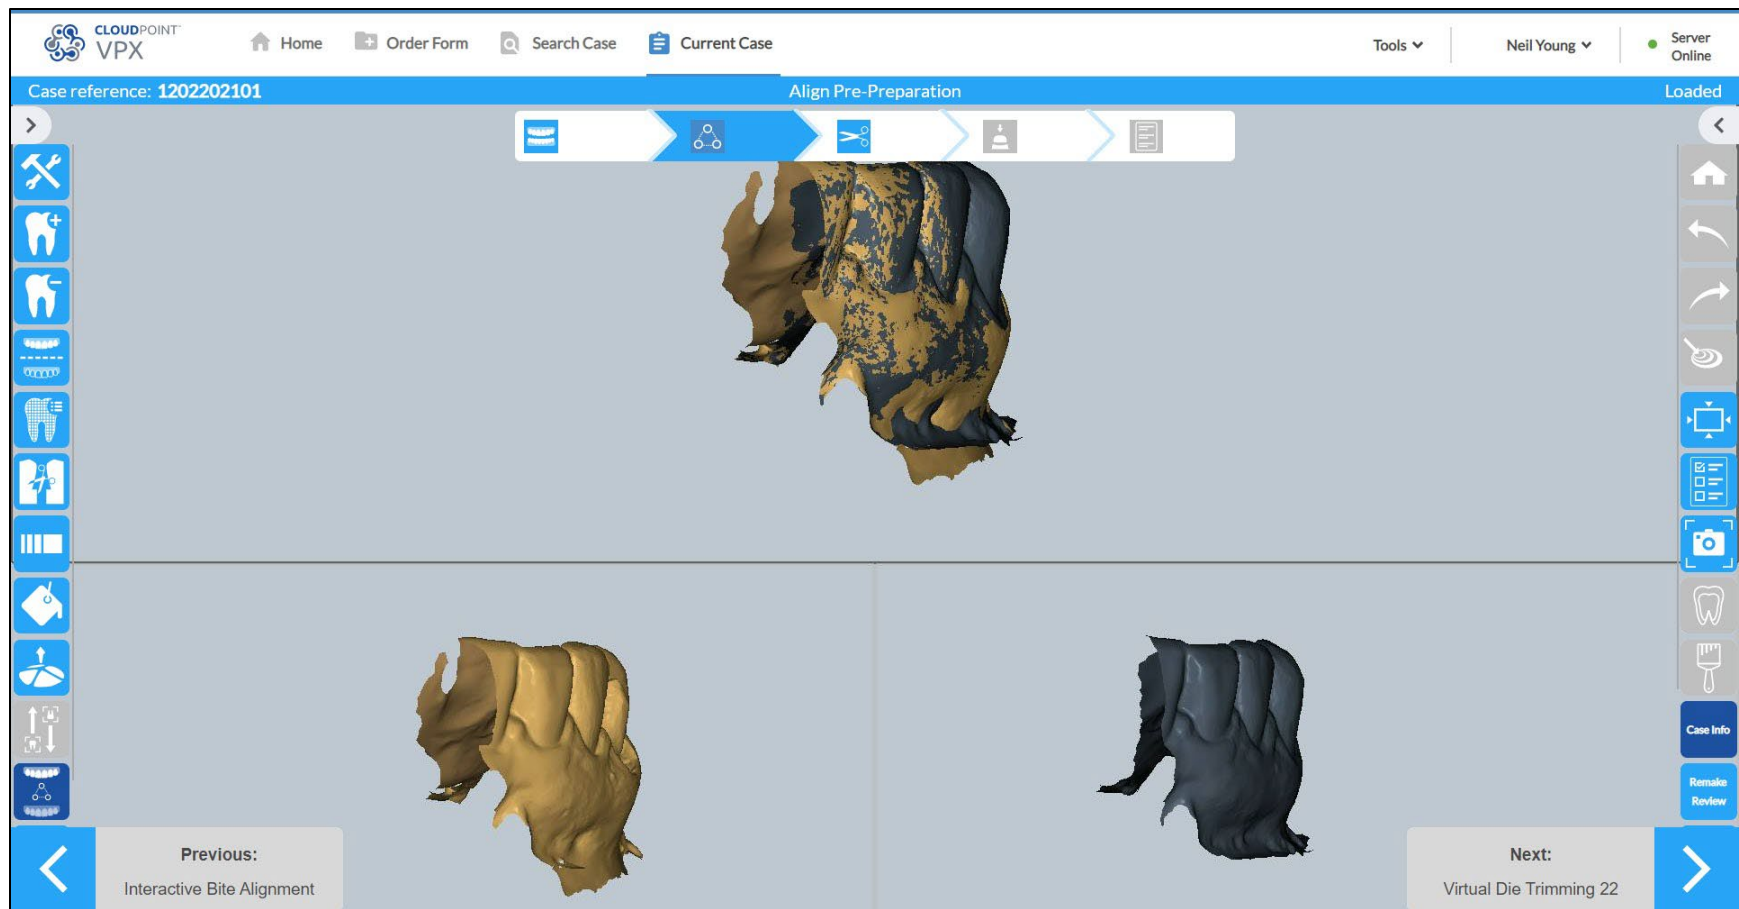 CLOUDPOINT™
VPX
Home
Order Form
Search Case
Current Case
Tools
Neil Young
Server
Online
Case reference: 1202202101
Align Pre-Preparation
Loaded
Case Info
Remake
Review
Previous:
Interactive Bite Alignment
Next:
Virtual Die Trimming 22